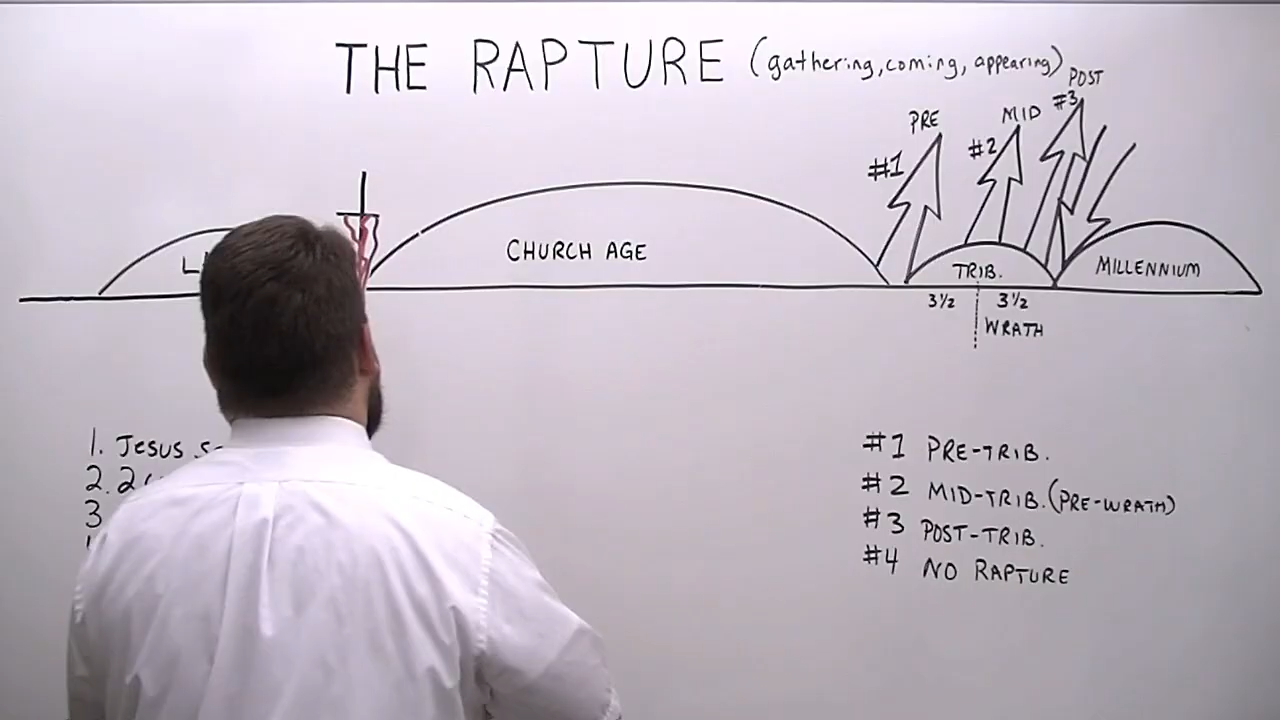 THE RAPTURE (gathering, coming, appearing)
POST
#3
PRE
MID
#2
#1
CHURCH AGE
TRIB.
MILLENNIUM
3½ 3½
WRATH
1. Jesus
2. 2
3
#1 PRE-TRIB.
#2 MID-TRIB. (PRE-WRATH)
#3 POST-TRIB.
#4 NO RAPTURE